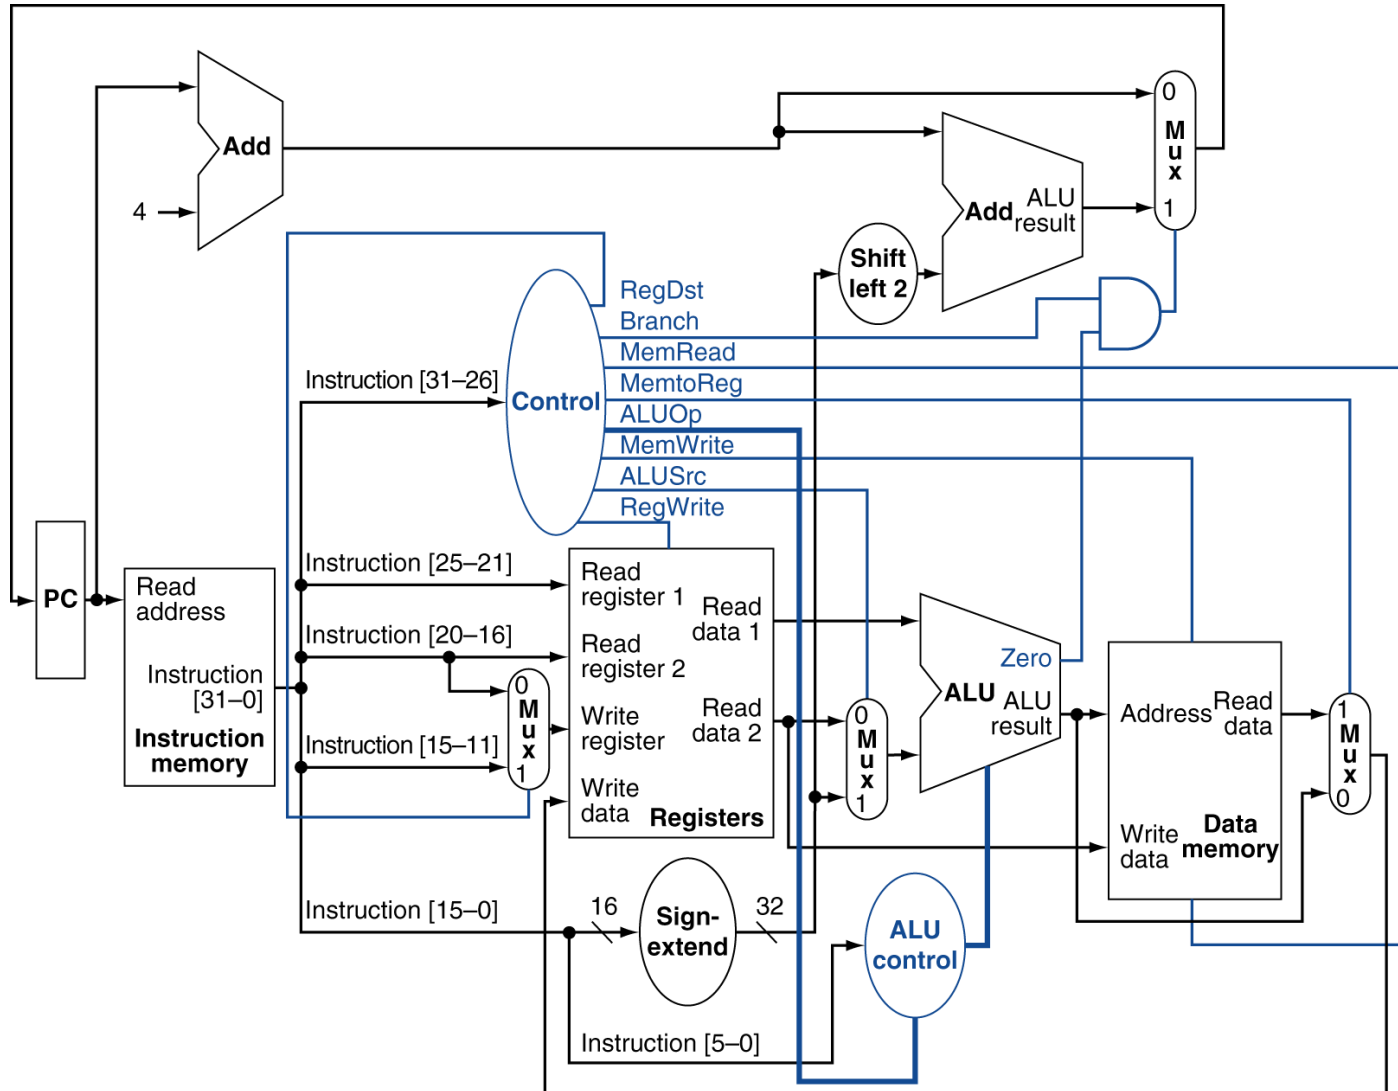 0
M
u
x
1
Add
ALU
Add result
4
Shift
left 2
RegDst
Branch
MemRead
MemtoReg
ALUOp
MemWrite
ALUSrc
RegWrite
Instruction [31–26]
Control
PC
Read
address
Instruction
[31–0]
Instruction
memory
Instruction [25–21]
Instruction [20–16]
Instruction [15–11]
0
M
u
x
1
Read
register 1
Read
data 1
Read
register 2
Write
register
Read
data 2
Write
data
Registers
0
M
u
x
1
Zero
ALU
ALU
result
Address
Read
data
Write
data
Data
memory
1
M
u
x
0
Instruction [15–0]
16
Sign-
extend
32
ALU
control
Instruction [5–0]